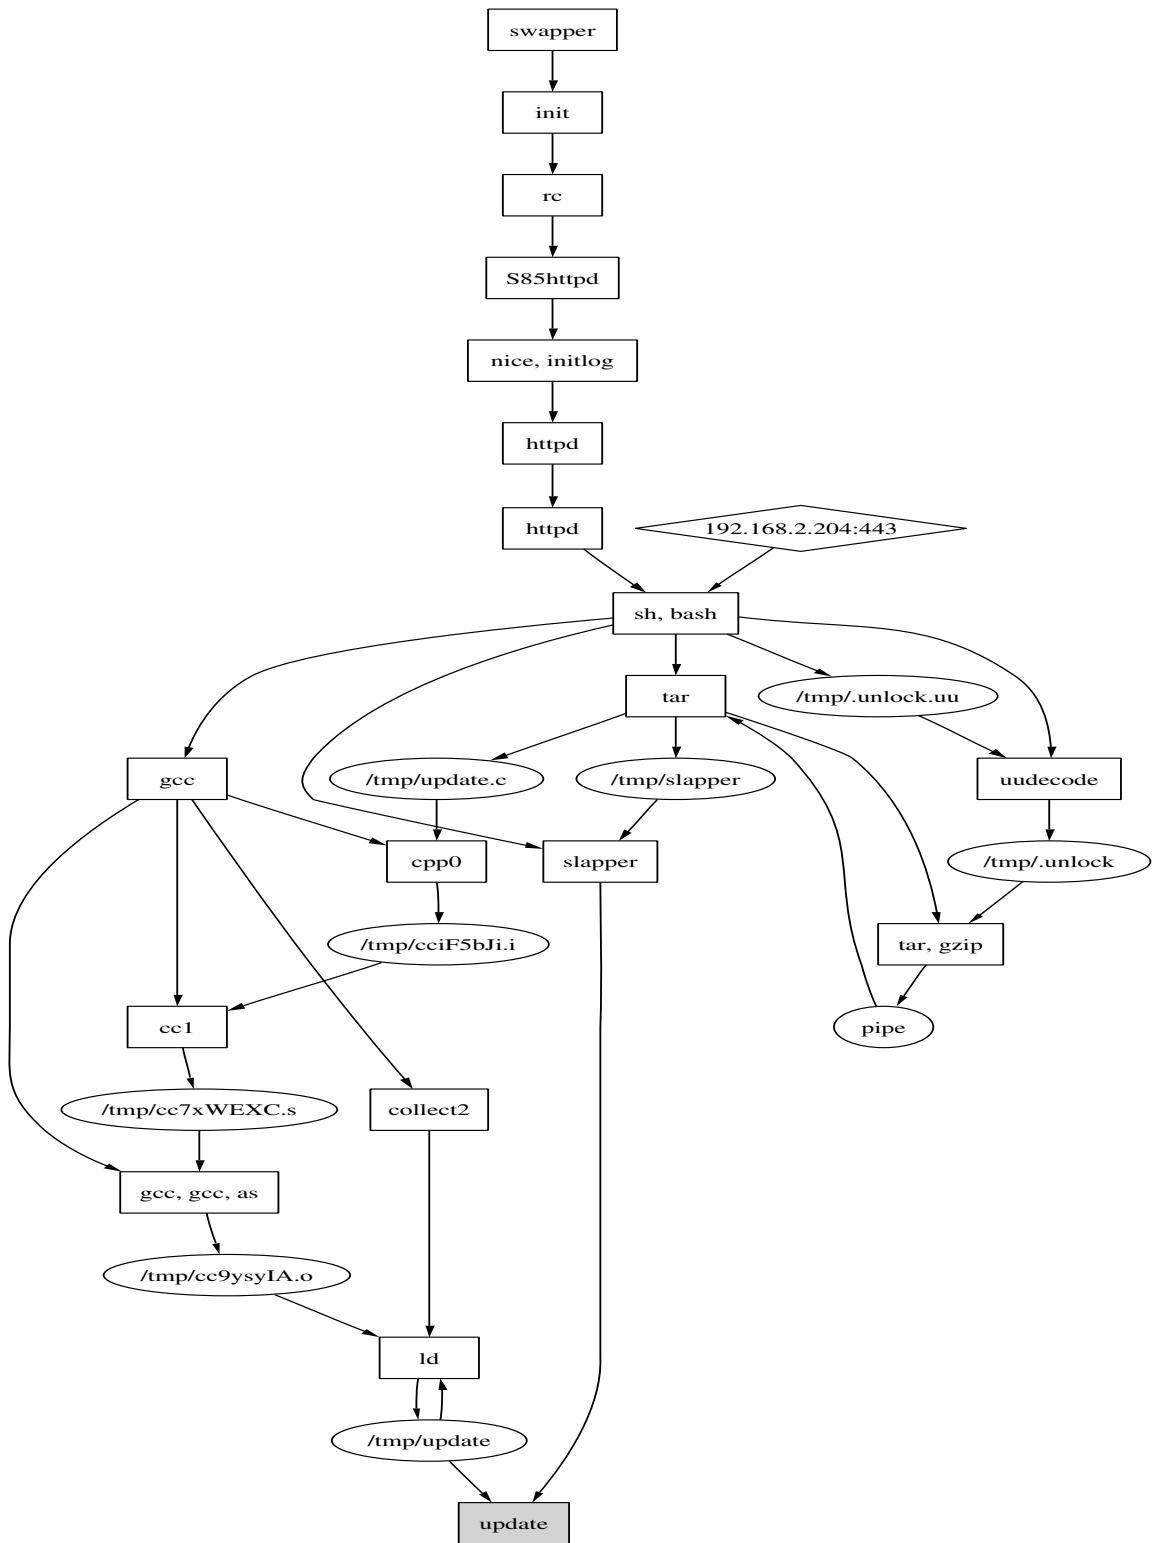 swapper
init
rc
S85httpd
nice, initlog
httpd
httpd
192.168.2.204:443
sh, bash
tar
/tmp/.unlock.uu
gcc
/tmp/update.c
/tmp/slapper
uudecode
cpp0
slapper
/tmp/.unlock
/tmp/cciF5bJi.i
tar, gzip
cc1
pipe
/tmp/cc7xWEXC.s
collect2
gcc, gcc, as
/tmp/cc9ysyIA.o
ld
/tmp/update
update